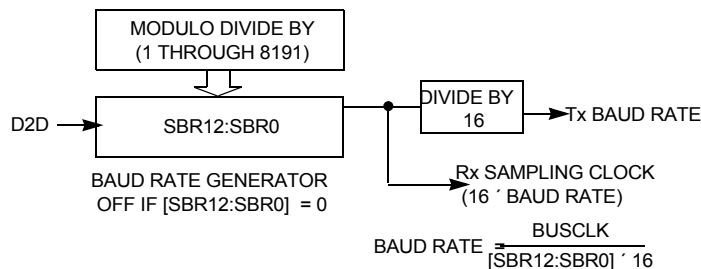 MODULO DIVIDE BY
(1 THROUGH 8191)
D2D
SBR12:SBR0
DIVIDE BY
16
Tx BAUD RATE
BAUD RATE GENERATOR
OFF IF [SBR12:SBR0] = 0
Rx SAMPLING CLOCK
(16 ´ BAUD RATE)
BAUD RATE =
BUSCLK
[SBR12:SBR0] ´ 16